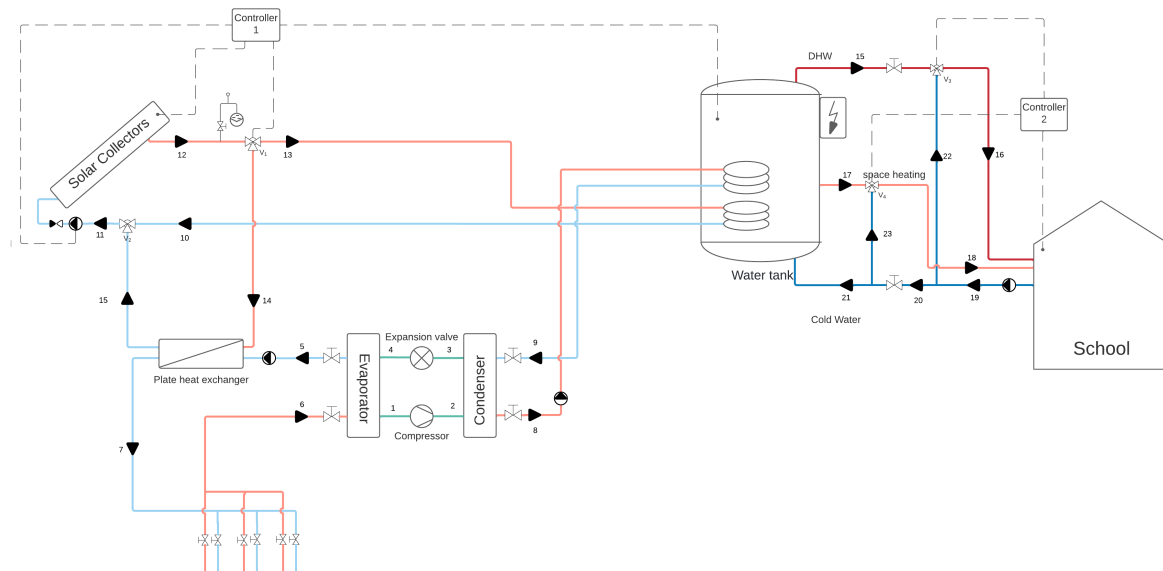 Controller
1
DHW
15
V₃
Controller
2
Solar Collectors
12
V₁
13
16
22
17
space heating
V₄
11
V₂
10
23
18
Water tank
21
20
19
Cold Water
15
14
School
Expansion valve
5
4
3
9
Plate heat exchanger
Evaporator
Condenser
6
1
2
8
Compressor
7